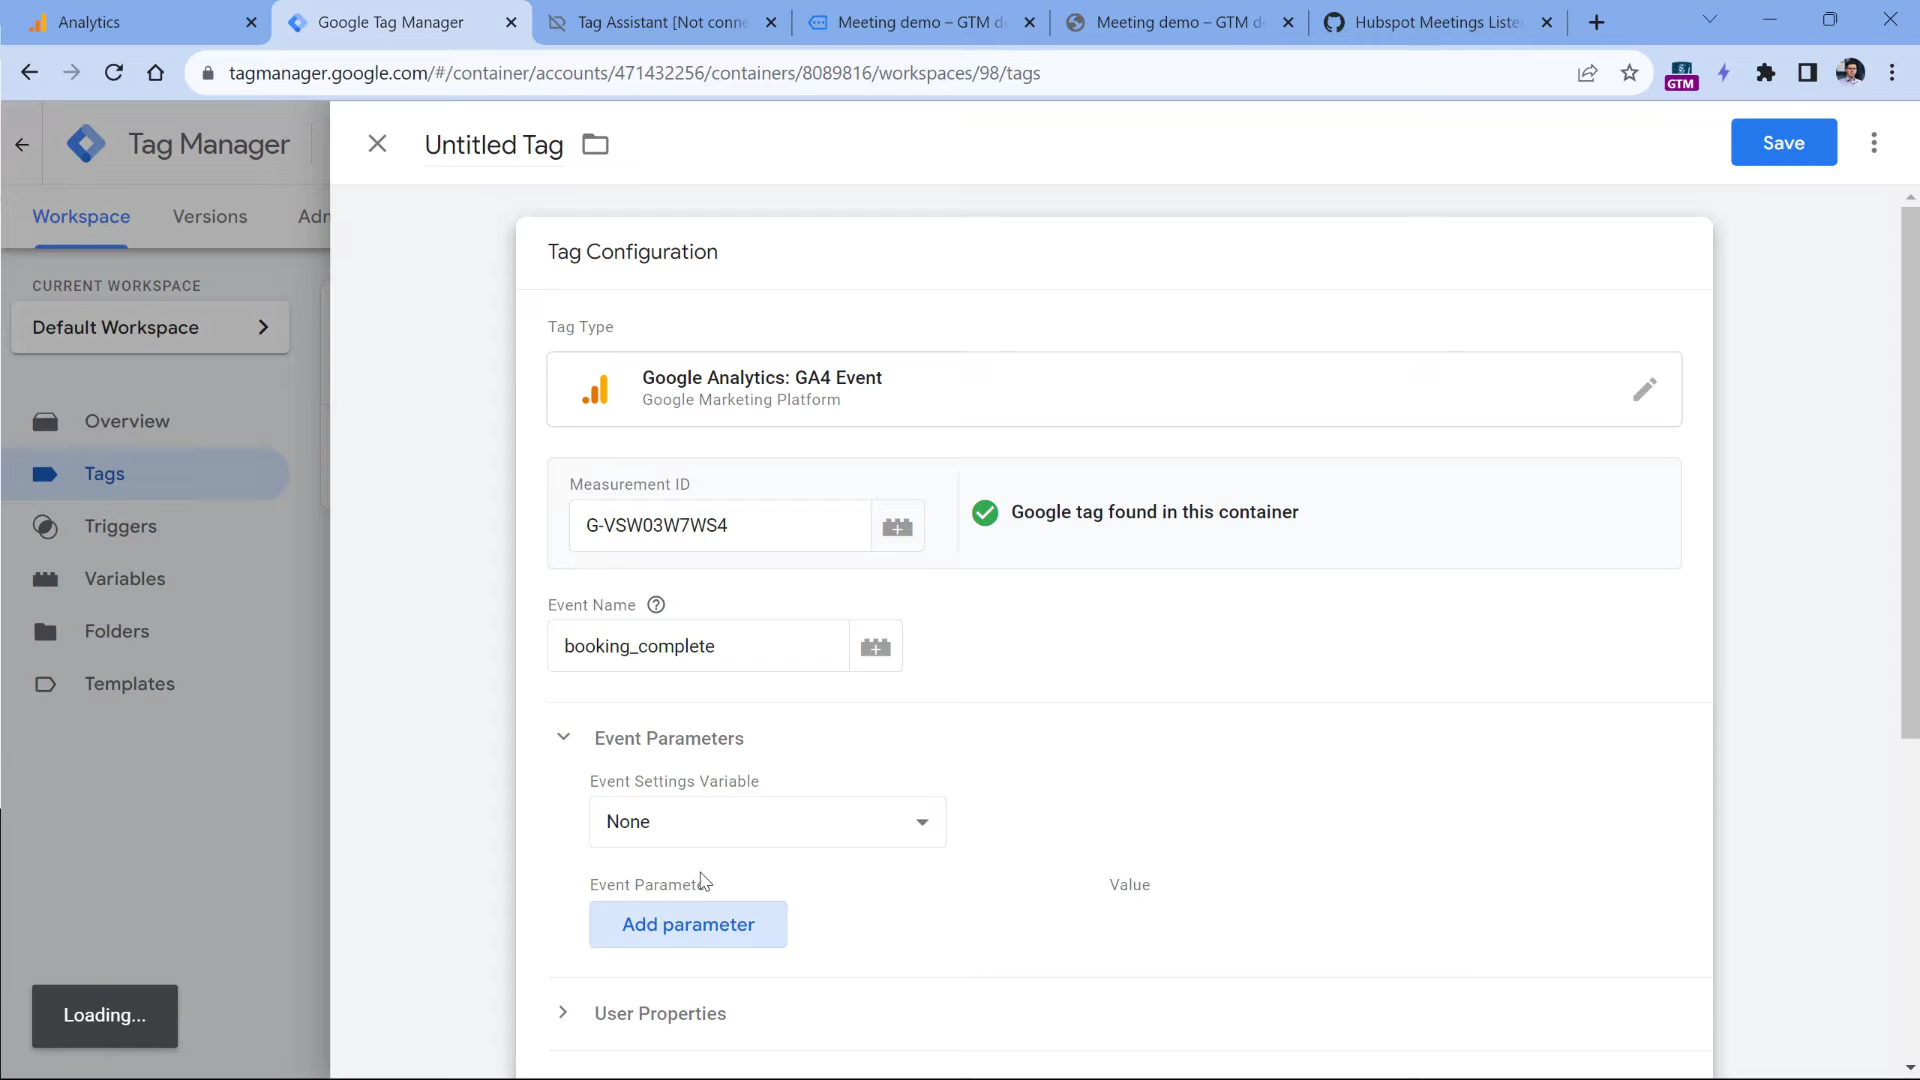 Analytics
Google Tag Manager
Tag Assistant [Not conne
Meeting demo – GTM d
Meeting demo – GTM d
Hubspot Meetings Liste
tagmanager.google.com/#/container/accounts/471432256/containers/8089816/workspaces/98/tags
GTM
Tag Manager
Untitled Tag
Save
Workspace
Versions
Adm
CURRENT WORKSPACE
Default Workspace
Overview
Tags
Triggers
Variables
Folders
Templates
Loading...
Tag Configuration
Tag Type
Google Analytics: GA4 Event
Google Marketing Platform
Measurement ID
G-VSW03W7WS4
Google tag found in this container
Event Name
booking_complete
Event Parameters
Event Settings Variable
None
Event Parameter
Value
Add parameter
User Properties